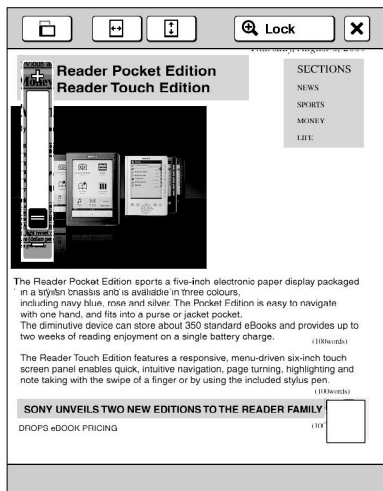 Lock
Reader Pocket Edition
Reader Touch Edition
SECTIONS
NEWS
SPORTS
MONEY
LIFE
The Reader Pocket Edition sports a five-inch electronic paper display packaged
in a stylish chassis and is available in three colours,
including navy blue, rose and silver. The Pocket Edition is easy to navigate
with one hand, and fits into a purse or jacket pocket.
The diminutive device can store about 350 standard eBooks and provides up to
two weeks of reading enjoyment on a single battery charge.
(100words)
The Reader Touch Edition features a responsive, menu-driven six-inch touch
screen panel enables quick, intuitive navigation, page turning, highlighting and
note taking with the swipe of a finger or by using the included stylus pen.
(100words)
SONY UNVEILS TWO NEW EDITIONS TO THE READER FAMILY
DROPS eBOOK PRICING